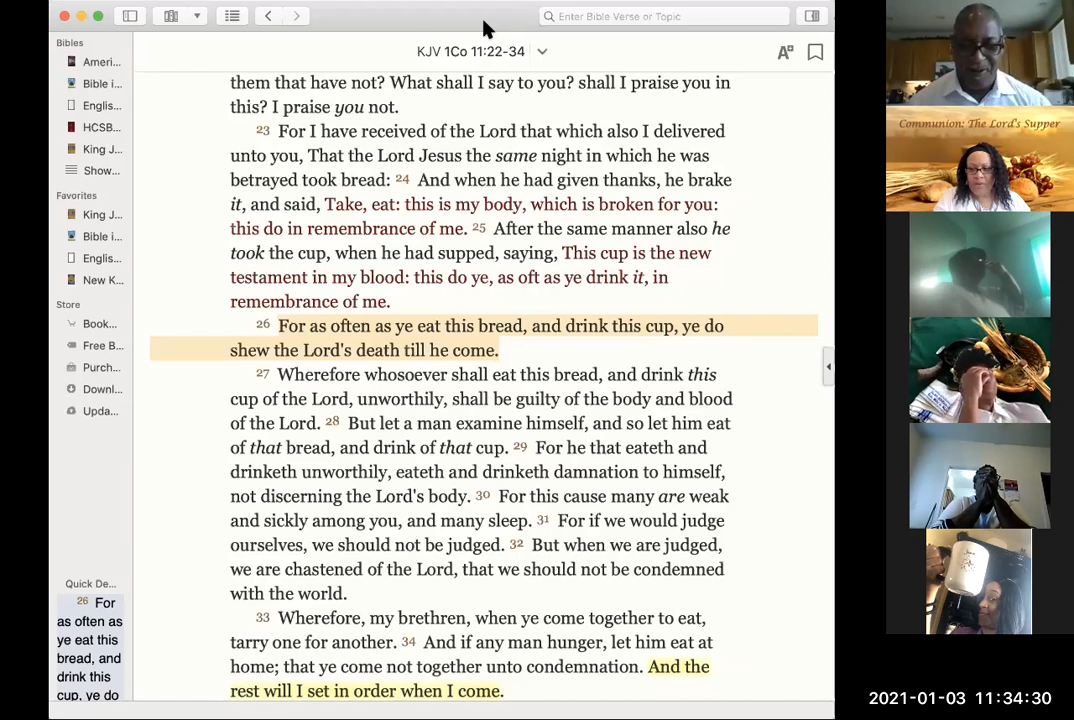 Enter Bible Verse or Topic
Bibles
Ameri...
Bible i...
Englis...
HCSB...
King J...
Show...
Favorites
King J...
Bible i...
Englis...
New K...
Store
Book...
Free B...
Purch...
Downl...
Upda...
Quick De...
26 For
as often as
ye eat this
bread, and
drink this
cup, ye do
KJV 1Co 11:22-34
them that have not? What shall I say to you? shall I praise you in
this? I praise you not.
23 For I have received of the Lord that which also I delivered
unto you, That the Lord Jesus the same night in which he was
betrayed took bread: 24 And when he had given thanks, he brake
it, and said, Take, eat: this is my body, which is broken for you:
this do in remembrance of me. 25 After the same manner also he
took the cup, when he had supped, saying, This cup is the new
testament in my blood: this do ye, as oft as ye drink it, in
remembrance of me.
26 For as often as ye eat this bread, and drink this cup, ye do
shew the Lord's death till he come.
27 Wherefore whosoever shall eat this bread, and drink this
cup of the Lord, unworthily, shall be guilty of the body and blood
of the Lord. 28 But let a man examine himself, and so let him eat
of that bread, and drink of that cup. 29 For he that eateth and
drinketh unworthily, eateth and drinketh damnation to himself,
not discerning the Lord's body. 30 For this cause many are weak
and sickly among you, and many sleep. 31 For if we would judge
ourselves, we should not be judged. 32 But when we are judged,
we are chastened of the Lord, that we should not be condemned
with the world.
33 Wherefore, my brethren, when ye come together to eat,
tarry one for another. 34 And if any man hunger, let him eat at
home; that ye come not together unto condemnation. And the
rest will I set in order when I come.
Communion: The Lord's Supper
2021-01-03 11:34:30